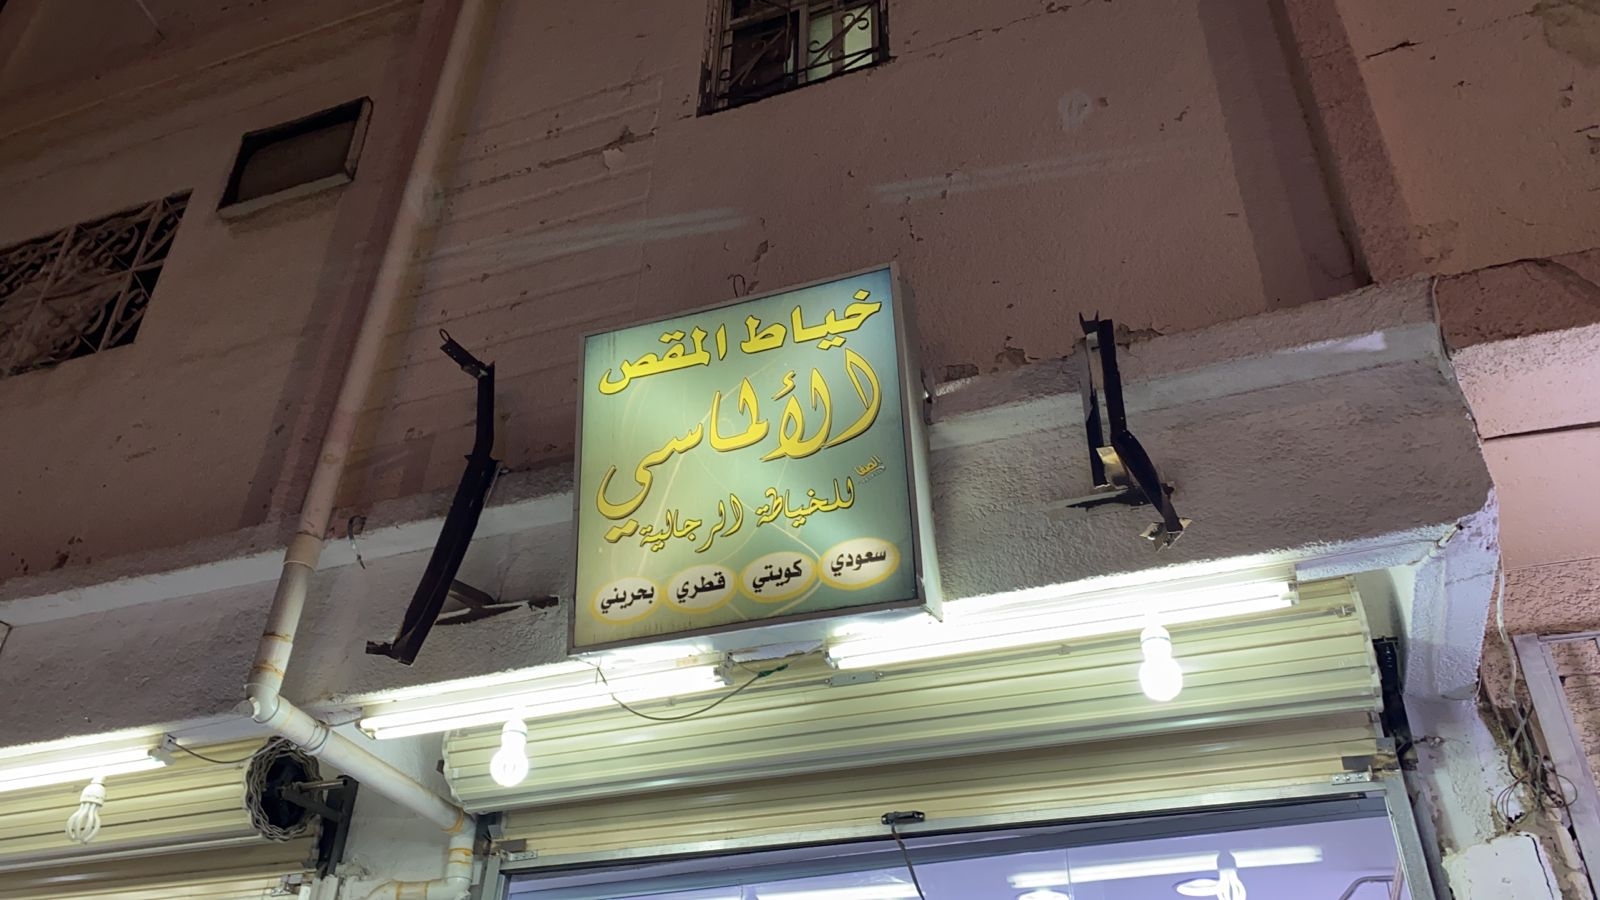 خياط المقص
الألماسي
للخياطة الرجالية
سعودي كويتي قطري بحريني